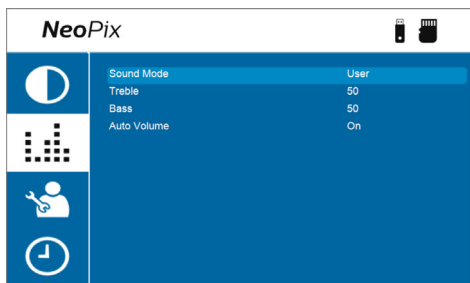 NeoPix
Sound Mode User
Treble 50
Bass 50
Auto Volume On